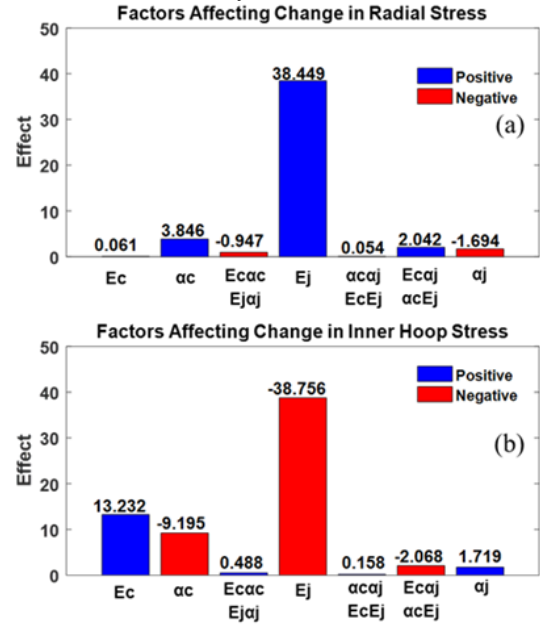 Factors Affecting Change in Radial Stress
50
40
30
20
10
0
Effect
38.449
Positive
Negative
(a)
0.061
3.846
-0.947
0.054
2.042
-1.694
Ec
αc
Ecαc
Ejαj
Ej
αcαj
EcEj
Ecαj
αcEj
αj
Factors Affecting Change in Inner Hoop Stress
50
40
30
20
10
0
Effect
-38.756
Positive
Negative
(b)
13.232
-9.195
0.488
0.158
-2.068
1.719
Ec
αc
Ecαc
Ejαj
Ej
αcαj
EcEj
Ecαj
αcEj
αj